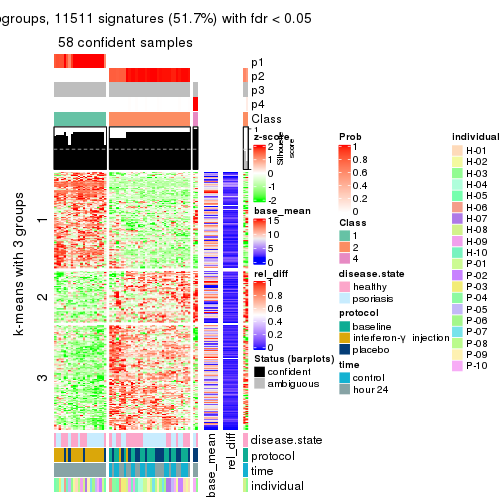 ogroups, 11511 signatures (51.7%) with fdr < 0.05
58 confident samples
p1
p2
p3
p4
Class
1
Silhouette
score
k-means with 3 groups
1
2
3
z-score
2
1
0
-1
-2
base_mean
15
10
5
0
rel_diff
1
0.8
0.6
0.4
0.2
0
Status (barplots)
confident
ambiguous
Prob
1
0.8
0.6
0.4
0.2
0
Class
1
2
4
disease.state
healthy
psoriasis
protocol
baseline
interferon-γ injection
placebo
time
control
hour 24
individual
H-01
H-02
H-03
H-04
H-05
H-06
H-07
H-08
H-09
H-10
P-01
P-02
P-03
P-04
P-05
P-06
P-07
P-08
P-09
P-10
disease.state
protocol
time
individual
base_mean
rel_diff